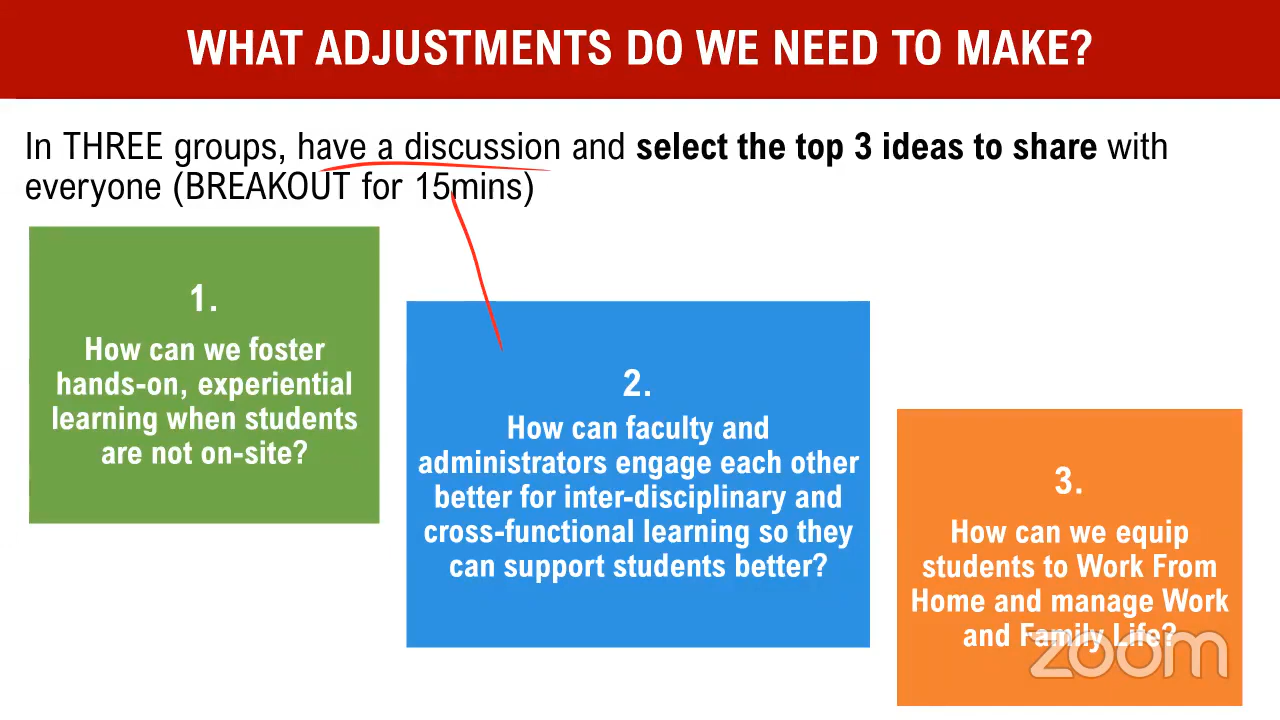 WHAT ADJUSTMENTS DO WE NEED TO MAKE?
In THREE groups, have a discussion and select the top 3 ideas to share with
everyone (BREAKOUT for 15mins)
1.
How can we foster
hands-on, experiential
learning when students
are not on-site?
2.
How can faculty and
administrators engage each other
better for inter-disciplinary and
cross-functional learning so they
can support students better?
3.
How can we equip
students to Work From
Home and manage Work
and Family Life?
zoom